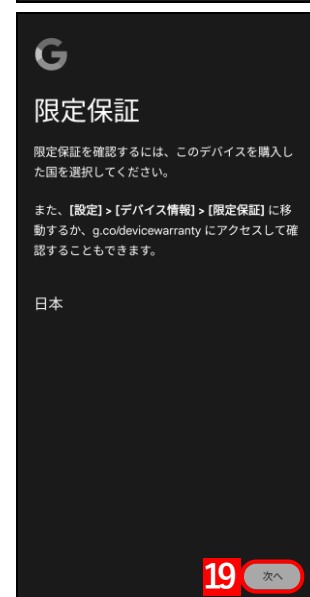 G
限定保証
限定保証を確認するには、このデバイスを購入し
た国を選択してください。
また、[設定] > [デバイス情報] > [限定保証] に移
動するか、g.co/devicewarranty にアクセスして確
認することもできます。
日本
19 次へ